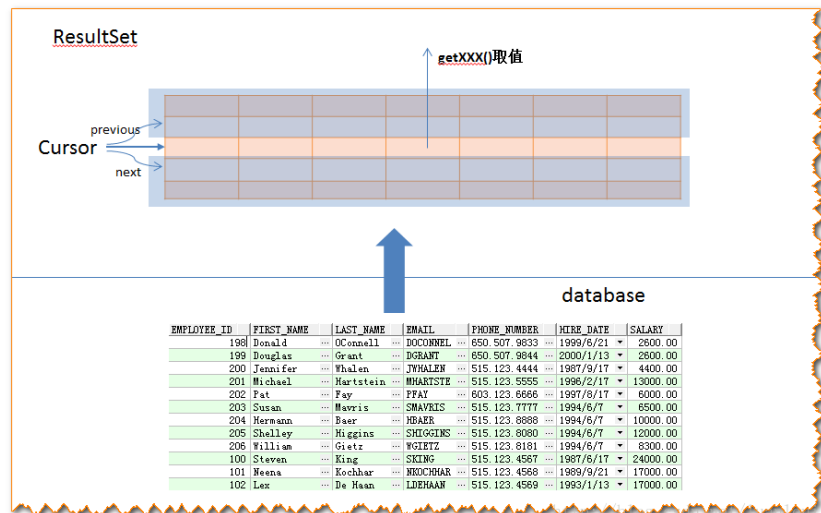 ResultSet
getXXX()取值
previous
Cursor
next
database
EMPLOYEE_ID FIRST_NAME LAST_NAME EMAIL PHONE_NUMBER HIRE_DATE SALARY
198 Donald ... OConnell ... DOCONNEL ... 650.507.9833 ... 1999/6/21 2600.00
199 Douglas ... Grant ... DGRANT ... 650.507.9844 ... 2000/1/13 2600.00
200 Jennifer ... Whalen ... JWHALEN ... 515.123.4444 ... 1987/9/17 4400.00
201 Michael ... Hartstein ... MHARTSTE ... 515.123.5555 ... 1996/2/17 13000.00
202 Pat ... Fay ... PFAY ... 603.123.6666 ... 1997/8/17 6000.00
203 Susan ... Mavris ... SMAVRIS ... 515.123.7777 ... 1994/6/7 6500.00
204 Hermann ... Baer ... HBAER ... 515.123.8888 ... 1994/6/7 10000.00
205 Shelley ... Higgins ... SHIGGINS ... 515.123.8080 ... 1994/6/7 12000.00
206 William ... Gietz ... WGIETZ ... 515.123.8181 ... 1994/6/7 8300.00
100 Steven ... King ... SKING ... 515.123.4567 ... 1987/6/17 24000.00
101 Neena ... Kochhar ... NKOCHHAR ... 515.123.4568 ... 1989/9/21 17000.00
102 Lex ... De Haan ... LDEHAAN ... 515.123.4569 ... 1993/1/13 17000.00